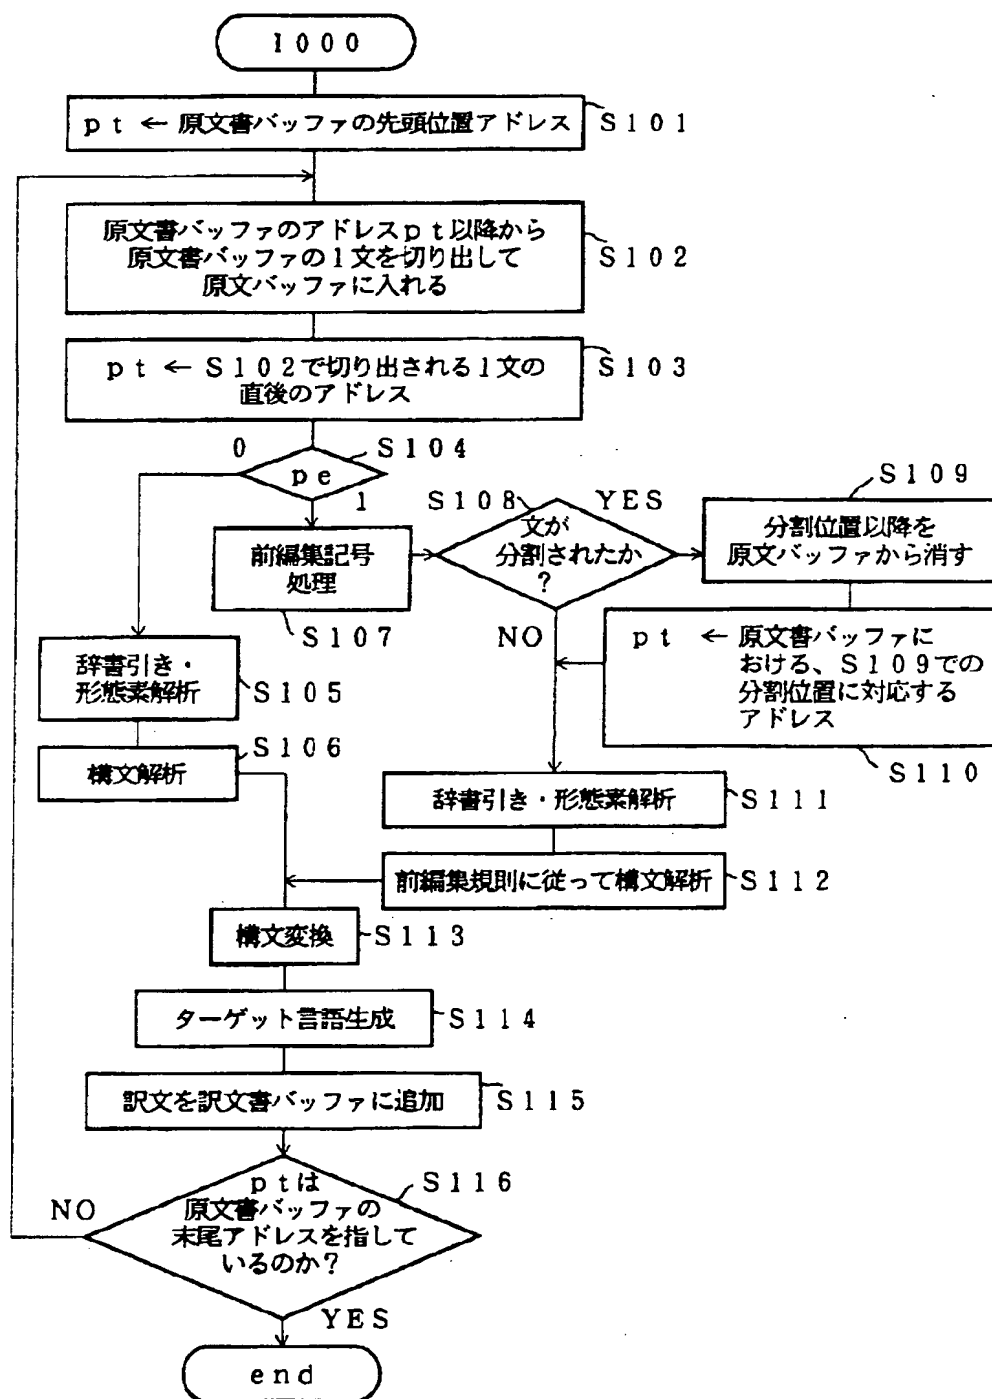 1000
pt ← 原文書バッファの先頭位置アドレス
S101
原文書バッファのアドレスpt以降から
原文書バッファの1文を切り出して
原文バッファに入れる
S102
pt ← S102で切り出される1文の
直後のアドレス
S103
0
S104
pe
1
前編集記号
処理
S107
S108
YES
文が
分割されたか
?
NO
S109
分割位置以降を
原文バッファから消す
pt ← 原文書バッファに
おける、S109での
分割位置に対応する
アドレス
S110
辞書引き・
形態素解析
S105
S106
構文解析
辞書引き・形態素解析
S111
前編集規則に従って構文解析
S112
構文変換
S113
ターゲット言語生成
S114
訳文を訳文書バッファに追加
S115
S116
ptは
原文書バッファの
末尾アドレスを指して
いるのか?
NO
YES
end